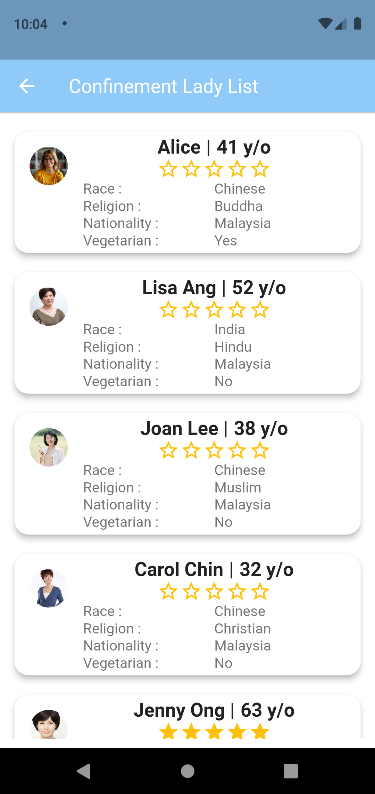 10:04
Confinement Lady List
Alice | 41 y/o
Race : Chinese
Religion : Buddha
Nationality : Malaysia
Vegetarian : Yes
Lisa Ang | 52 y/o
Race : India
Religion : Hindu
Nationality : Malaysia
Vegetarian : No
Joan Lee | 38 y/o
Race : Chinese
Religion : Muslim
Nationality : Malaysia
Vegetarian : No
Carol Chin | 32 y/o
Race : Chinese
Religion : Christian
Nationality : Malaysia
Vegetarian : No
Jenny Ong | 63 y/o